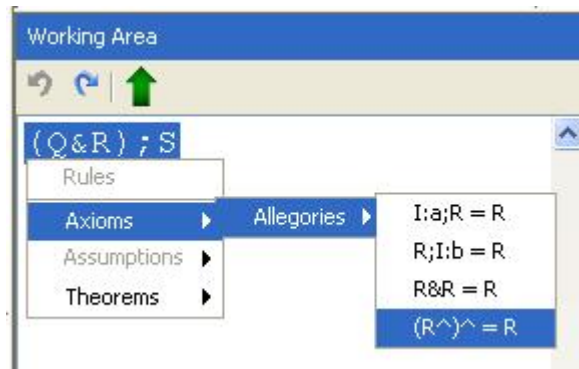 Working Area
(Q&R);S
Rules
Axioms
Allegories
Assumptions
Theorems
I:a;R = R
R;I:b = R
R&R = R
(R^)^ = R